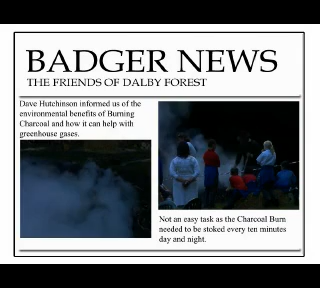 BADGER NEWS
THE FRIENDS OF DALBY FOREST
Dave Hutchinson informed us of the
environmental benefits of Burning
Charcoal and how it can help with
greenhouse gases.
Not an easy task as the Charcoal Burn
needed to be stoked every ten minutes
day and night.